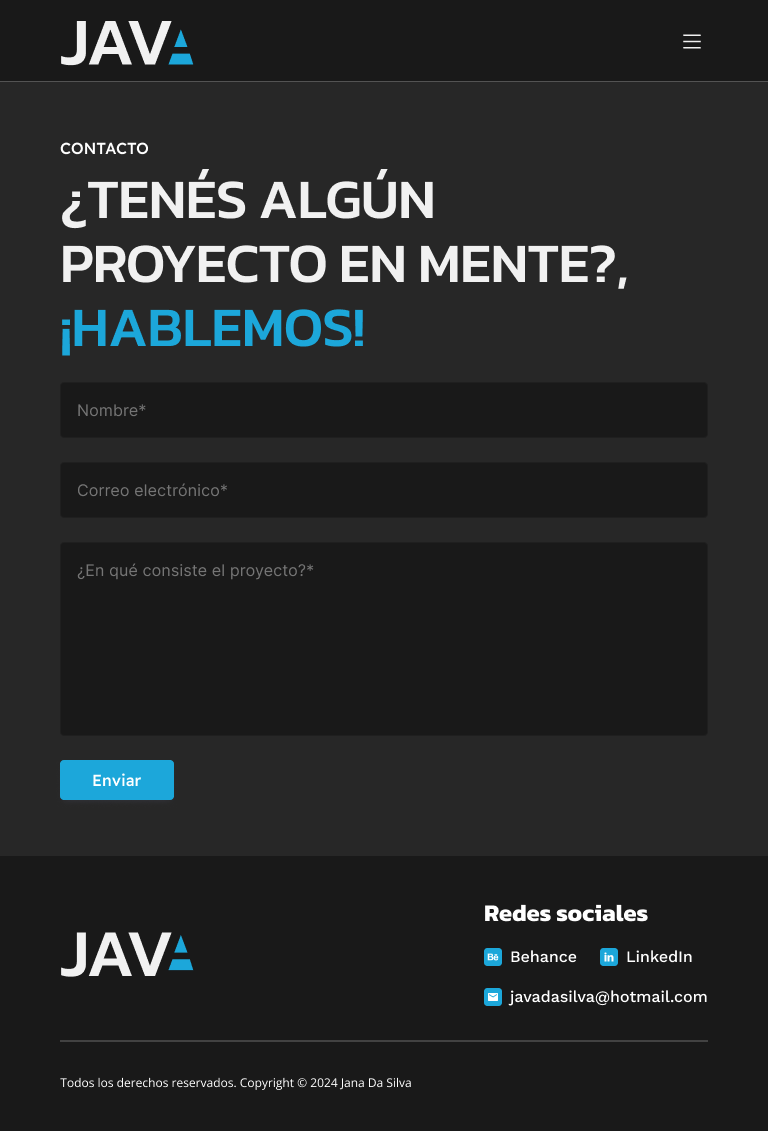 JAVA
CONTACTO
¿TENÉS ALGÚN
PROYECTO EN MENTE?,
¡HABLEMOS!
Nombre*
Correo electrónico*
¿En qué consiste el proyecto?*
Enviar
JAVA
Redes sociales
Bē Behance
in LinkedIn
javadasilva@hotmail.com
Todos los derechos reservados. Copyright © 2024 Jana Da Silva